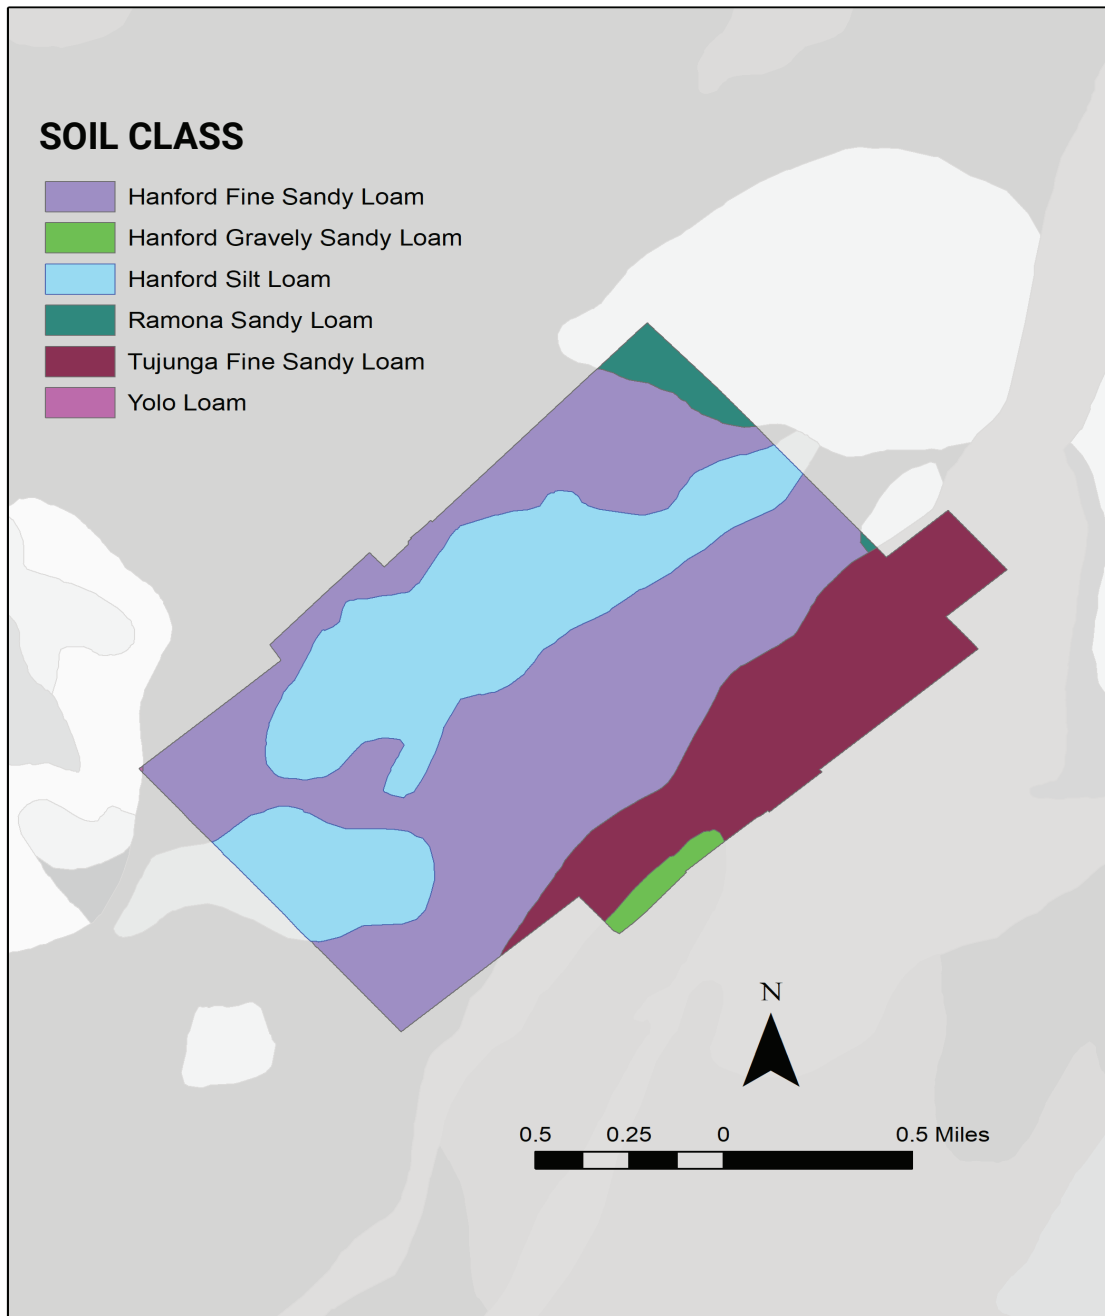 SOIL CLASS
Hanford Fine Sandy Loam
Hanford Gravely Sandy Loam
Hanford Silt Loam
Ramona Sandy Loam
Tujunga Fine Sandy Loam
Yolo Loam
N
0.5 0.25 0 0.5 Miles